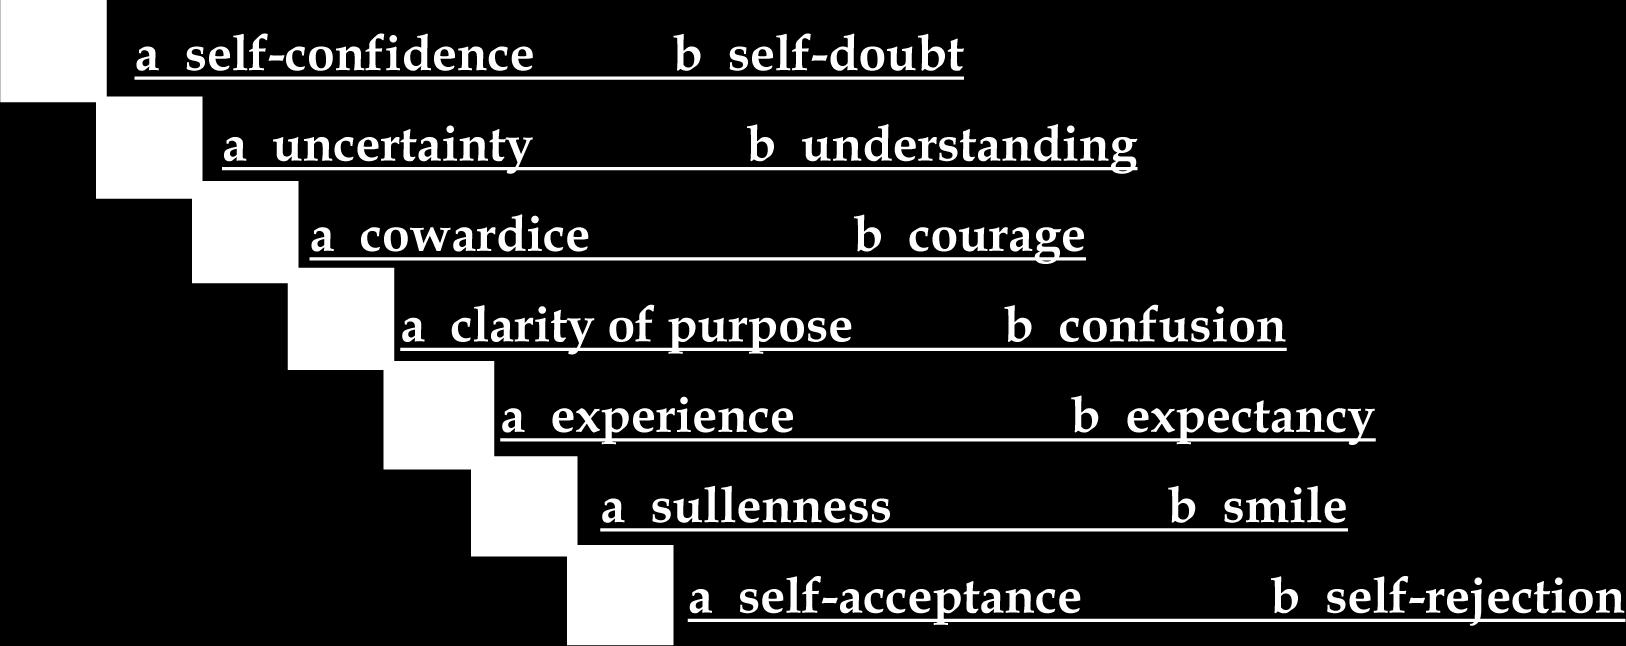 a self-confidence b self-doubt
a uncertainty b understanding
a cowardice b courage
a clarity of purpose b confusion
a experience b expectancy
a sullenness b smile
a self-acceptance b self-rejection